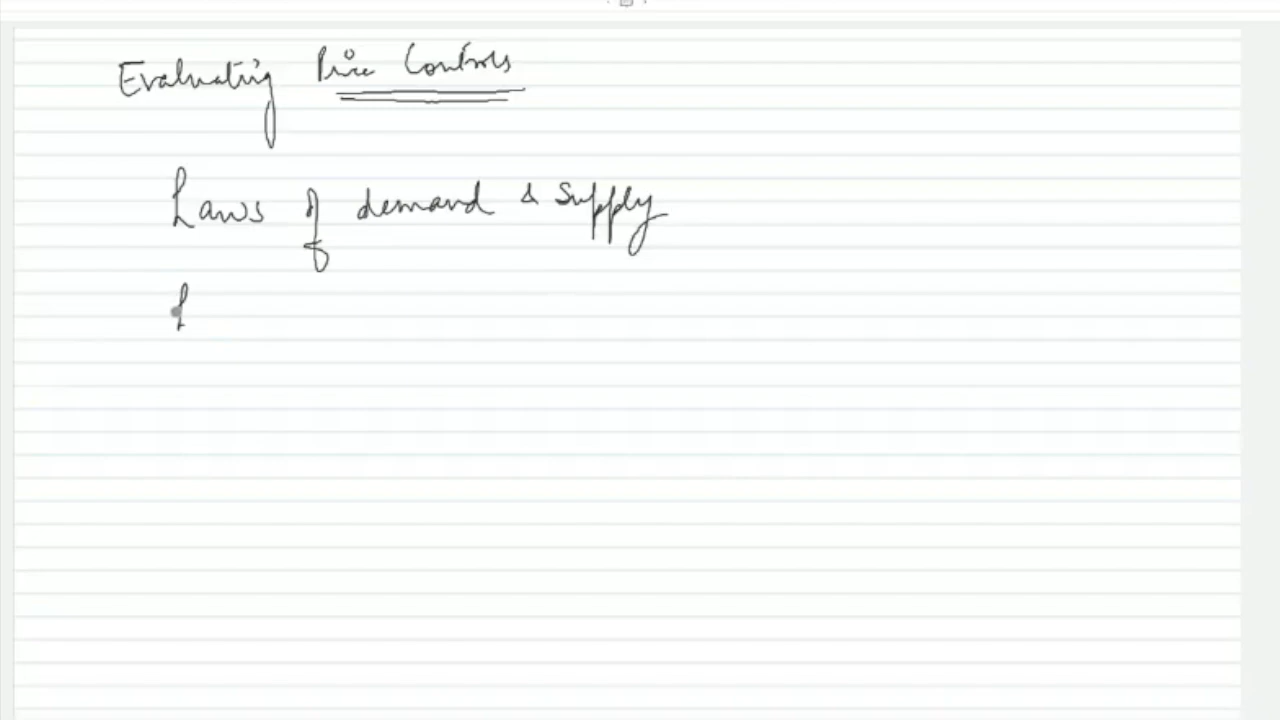 Evaluating Price Controls
Laws of demand & Supply